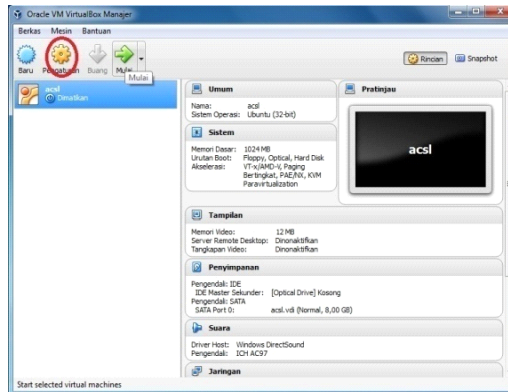 Oracle VM VirtualBox Manajer
Berkas Mesin Bantuan
Baru Pengaturan Buang Mulai
Rincian Snapshot
Mulai
acsl
Dimatikan
Umum
Nama: acsl
Sistem Operasi: Ubuntu (32-bit)
Sistem
Memori Dasar: 1024 MB
Urutan Boot: Floppy, Optical, Hard Disk
Akselerasi: VT-x/AMD-V, Paging
Bertingkat, PAE/NX, KVM
Paravirtualization
Pratinjau
acsl
Tampilan
Memori Video: 12 MB
Server Remote Desktop: Dinonaktifkan
Tangkapan Video: Dinonaktifkan
Penyimpanan
Pengendali: IDE
IDE Master Sekunder: [Optical Drive] Kosong
Pengendali: SATA
SATA Port 0: acsl.vdi (Normal, 8,00 GB)
Suara
Driver Host: Windows DirectSound
Pengendali: ICH AC97
Jaringan
Start selected virtual machines